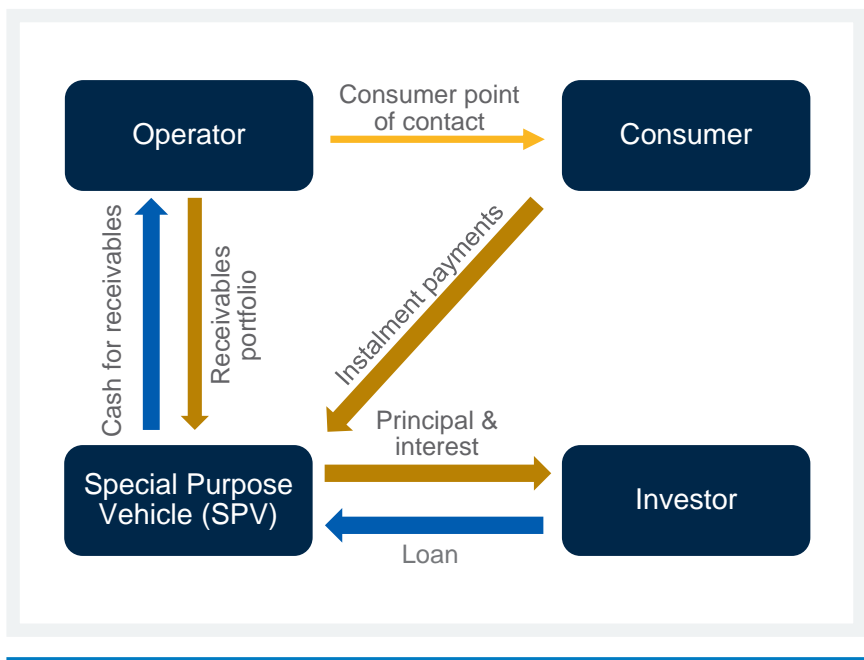 Operator
Consumer point
of contact
Consumer
Cash for receivables
Receivables
portfolio
Instalment payments
Special Purpose
Vehicle (SPV)
Principal &
interest
Investor
Loan